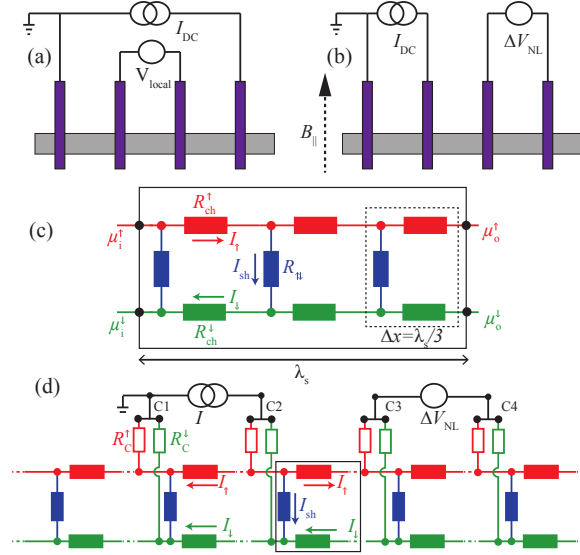 (a)
I_DC
V_local
(b)
I_DC
ΔV_NL
B_||
(c)
R_ch^↑
I_↑
μ_i^↑
μ_o^↑
I_sh
R_⇅
I_↓
μ_i^↓
R_ch^↓
μ_o^↓
Δx=λ_s/3
λ_s
(d)
C1
I
C2
C3
ΔV_NL
C4
R_C^↑
R_C^↓
I_↑
I_↑
I_sh
I_↓
I_↓